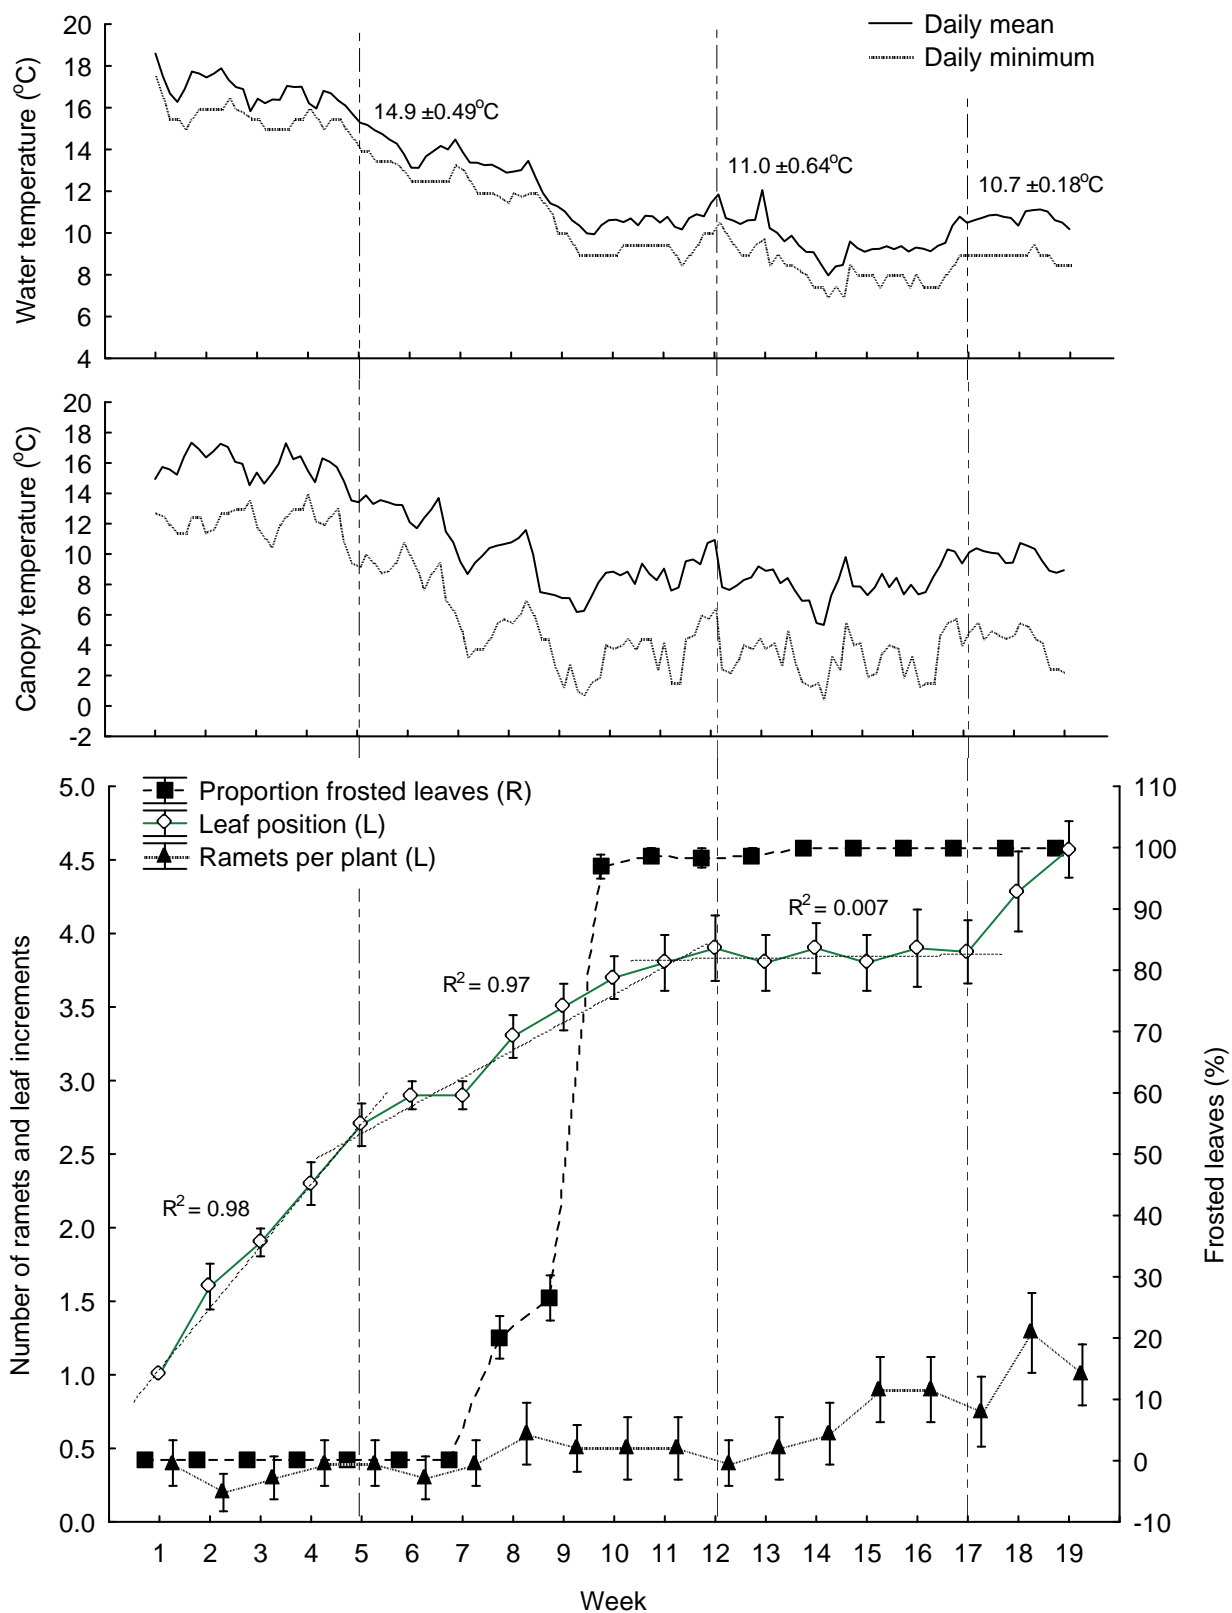 Daily mean
Daily minimum
Water temperature (°C)
20
18
16
14
12
10
8
6
4
14.9 ±0.49°C
11.0 ±0.64°C
10.7 ±0.18°C
Canopy temperature (°C)
20
18
16
14
12
10
8
6
4
2
0
-2
Proportion frosted leaves (R)
Leaf position (L)
Ramets per plant (L)
Number of ramets and leaf increments
5.0
4.5
4.0
3.5
3.0
2.5
2.0
1.5
1.0
0.5
0.0
R² = 0.98
R² = 0.97
R² = 0.007
110
100
90
80
70
60
50
40
30
20
10
0
-10
Frosted leaves (%)
1 2 3 4 5 6 7 8 9 10 11 12 13 14 15 16 17 18 19
Week